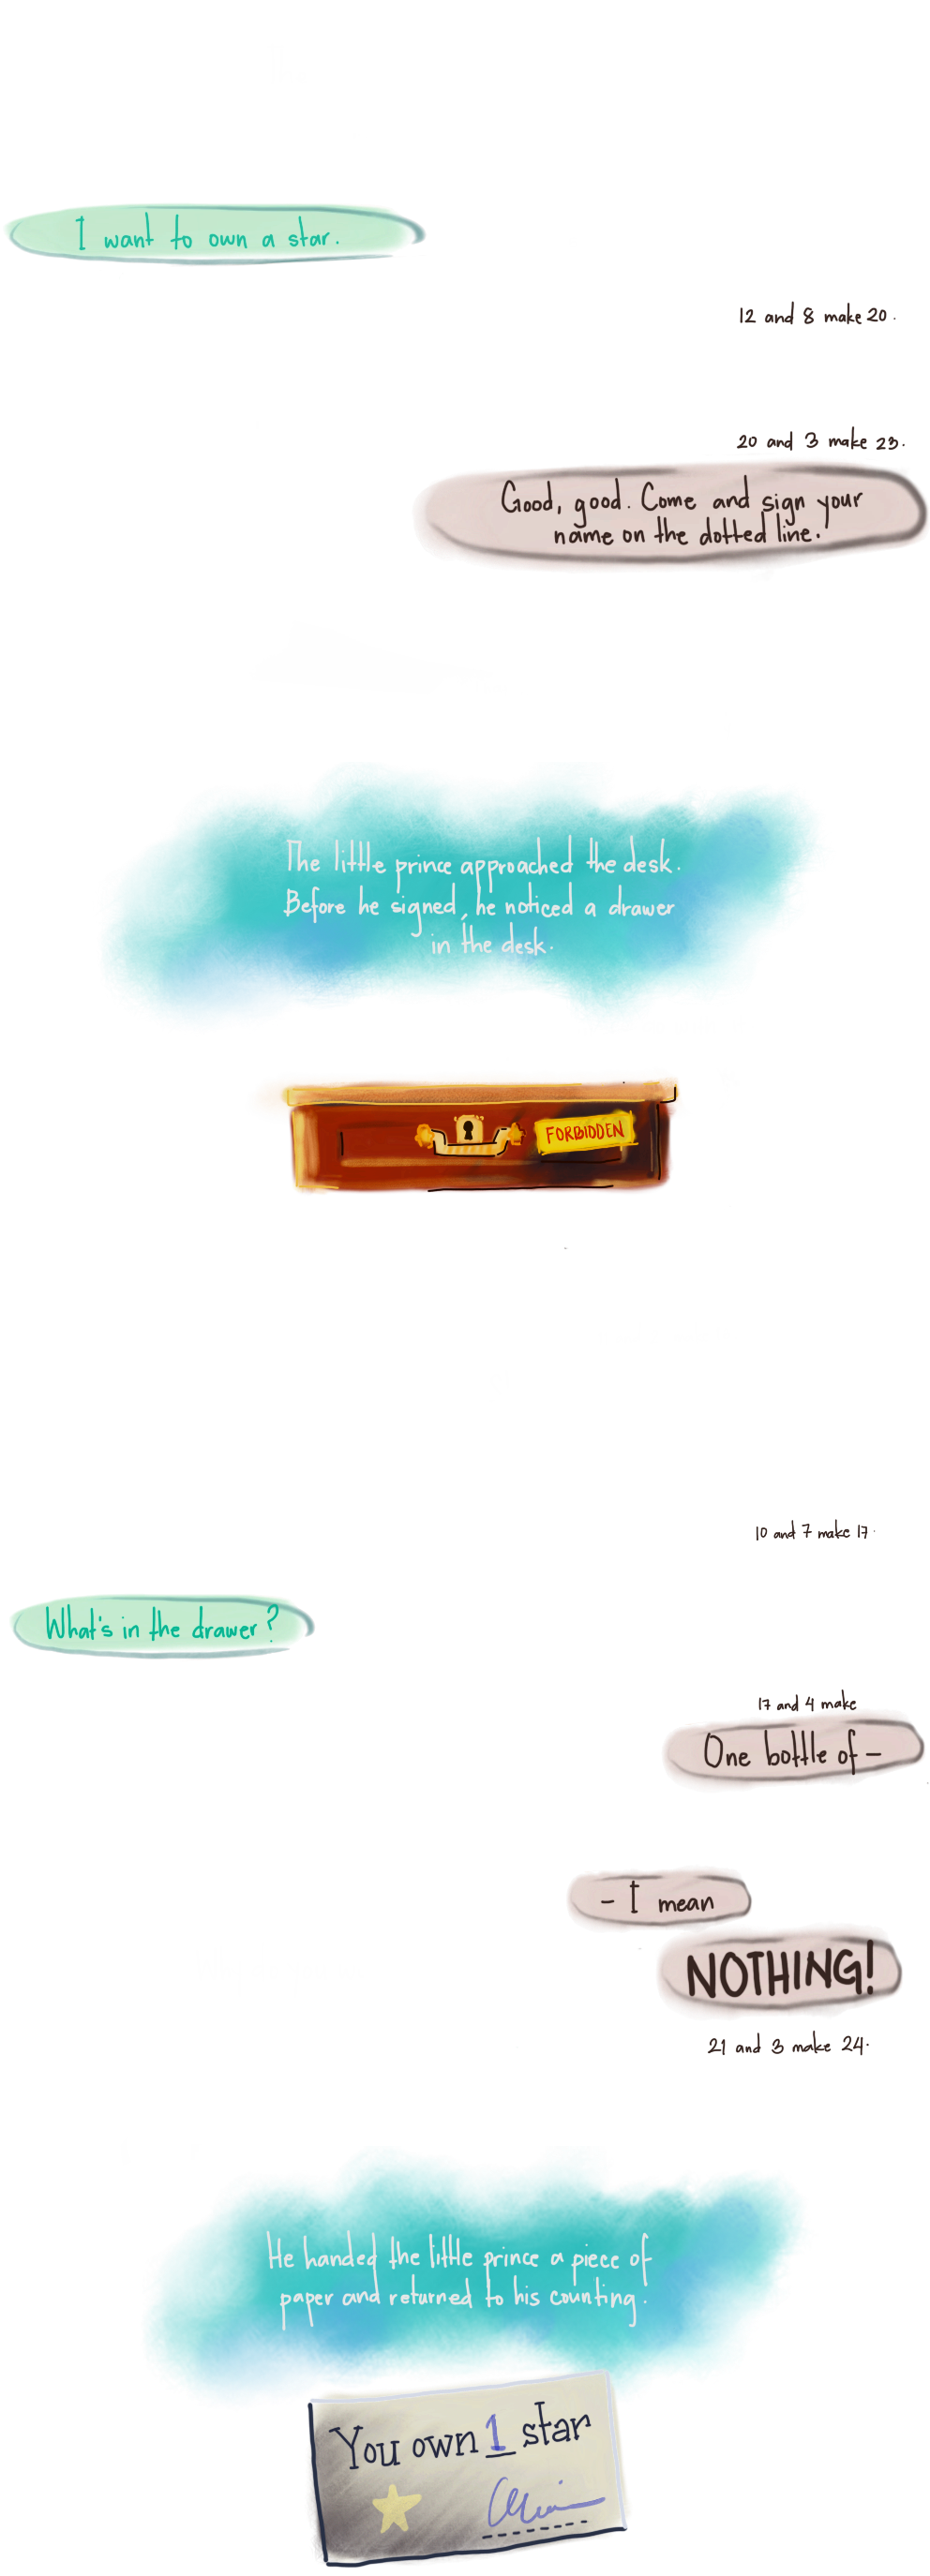 I want to own a star.
12 and 8 make 20.
20 and 3 make 23.
Good, good. Come and sign your
name on the dotted line.
The little prince approached the desk.
Before he signed, he noticed a drawer
in the desk.
FORBIDDEN
10 and 7 make 17.
What's in the drawer?
17 and 4 make
One bottle of -
- I mean
NOTHING!
21 and 3 make 24.
He handed the little prince a piece of
paper and returned to his counting.
You own 1 star